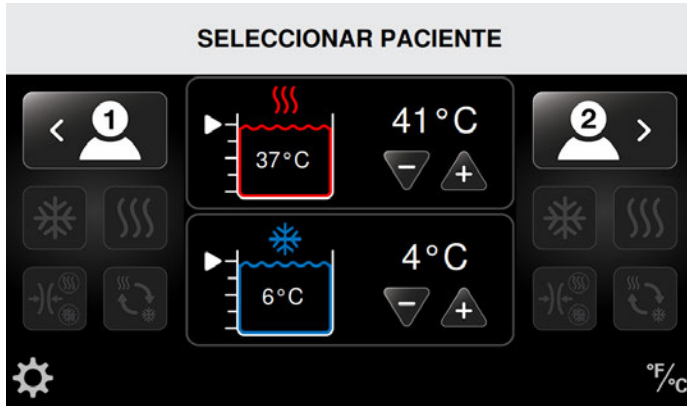 SELECCIONAR PACIENTE
1
37°C
41°C
- +
2
6°C
4°C
- +
°F/°C